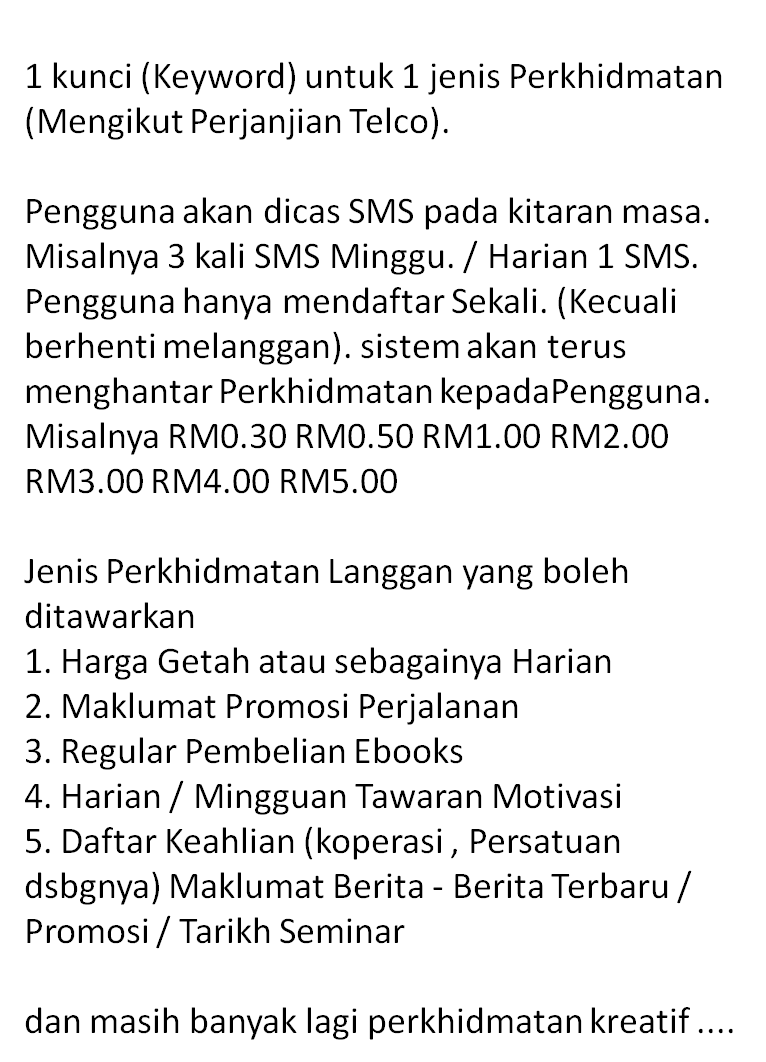 1 kunci (Keyword) untuk 1 jenis Perkhidmatan
(Mengikut Perjanjian Telco).
Pengguna akan dicas SMS pada kitaran masa.
Misalnya 3 kali SMS Minggu. / Harian 1 SMS.
Pengguna hanya mendaftar Sekali. (Kecuali
berhenti melanggan). sistem akan terus
menghantar Perkhidmatan kepadaPengguna.
Misalnya RM0.30 RM0.50 RM1.00 RM2.00
RM3.00 RM4.00 RM5.00
Jenis Perkhidmatan Langgan yang boleh
ditawarkan
1. Harga Getah atau sebagainya Harian
2. Maklumat Promosi Perjalanan
3. Regular Pembelian Ebooks
4. Harian / Mingguan Tawaran Motivasi
5. Daftar Keahlian (koperasi , Persatuan
dsbgnya) Maklumat Berita - Berita Terbaru /
Promosi / Tarikh Seminar
dan masih banyak lagi perkhidmatan kreatif ....